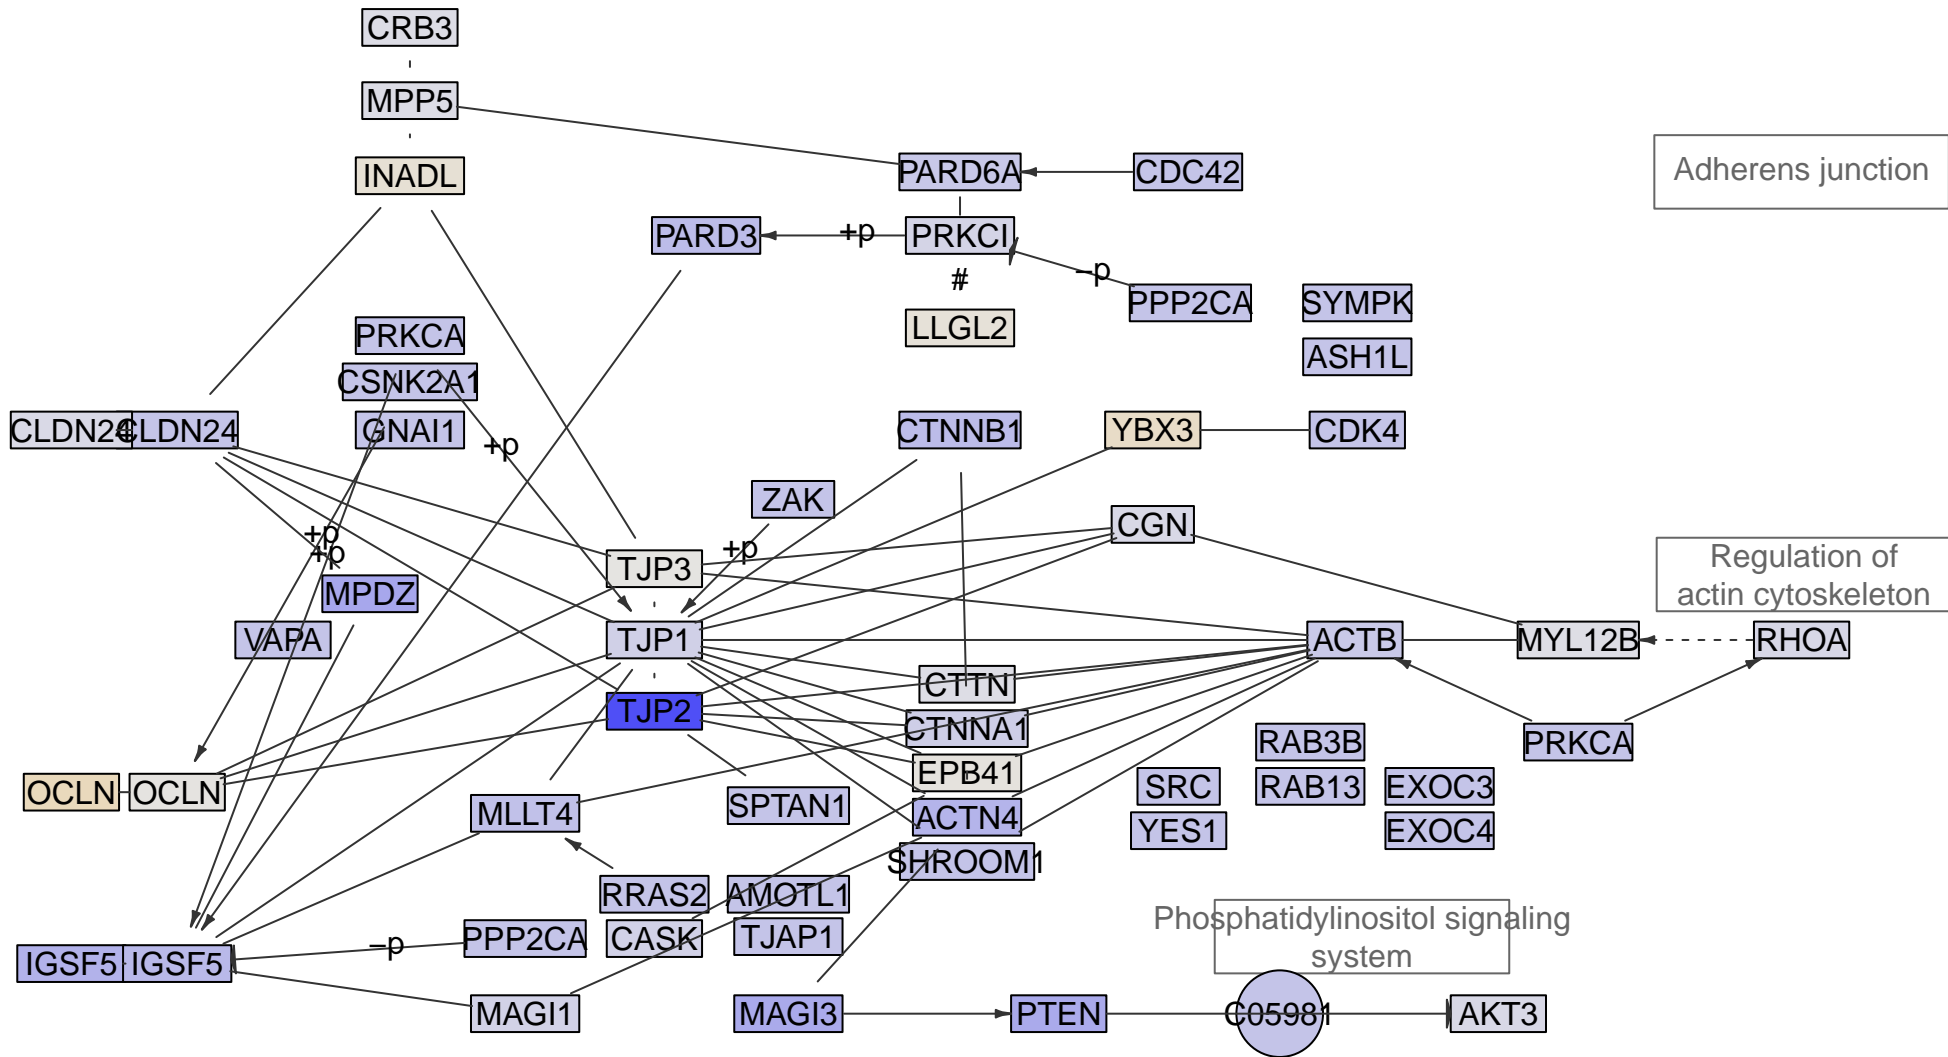 CRB3
MPP5
INADL
PARD6A
CDC42
Adherens junction
PARD3
+p
PRKCI
–p
#
PPP2CA
SYMPK
LLGL2
PRKCA
ASH1L
CSNK2A1
CLDN24
CLDN24
GNAI1
+p
CTNNB1
YBX3
CDK4
ZAK
CGN
+p
+p
+p
TJP3
Regulation of
actin cytoskeleton
MPDZ
VAPA
TJP1
ACTB
MYL12B
RHOA
CTTN
TJP2
CTNNA1
RAB3B
PRKCA
EPB41
OCLN
OCLN
SRC
RAB13
EXOC3
MLLT4
SPTAN1
ACTN4
YES1
EXOC4
SHROOM1
RRAS2
AMOTL1
Phosphatidylinositol signaling
system
PPP2CA
CASK
TJAP1
–p
IGSF5
IGSF5
MAGI1
MAGI3
PTEN
C05981
AKT3